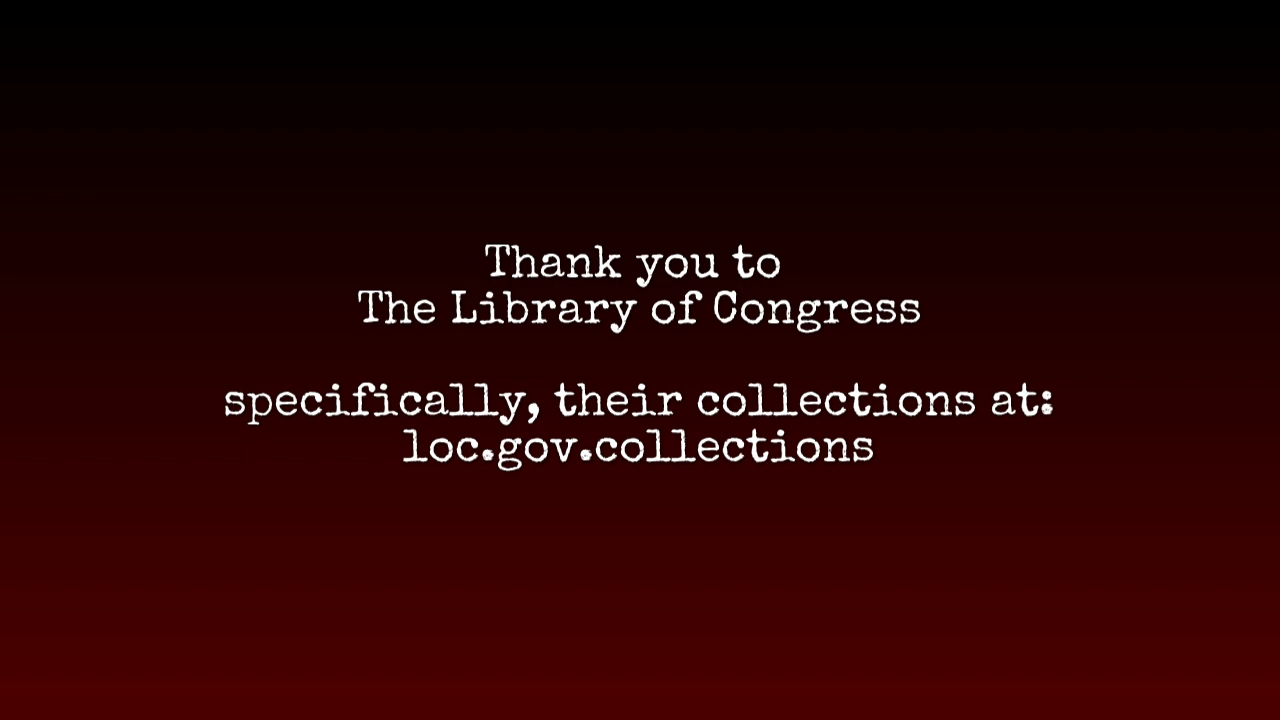 Thank you to
The Library of Congress
specifically, their collections at:
loc.gov.collections